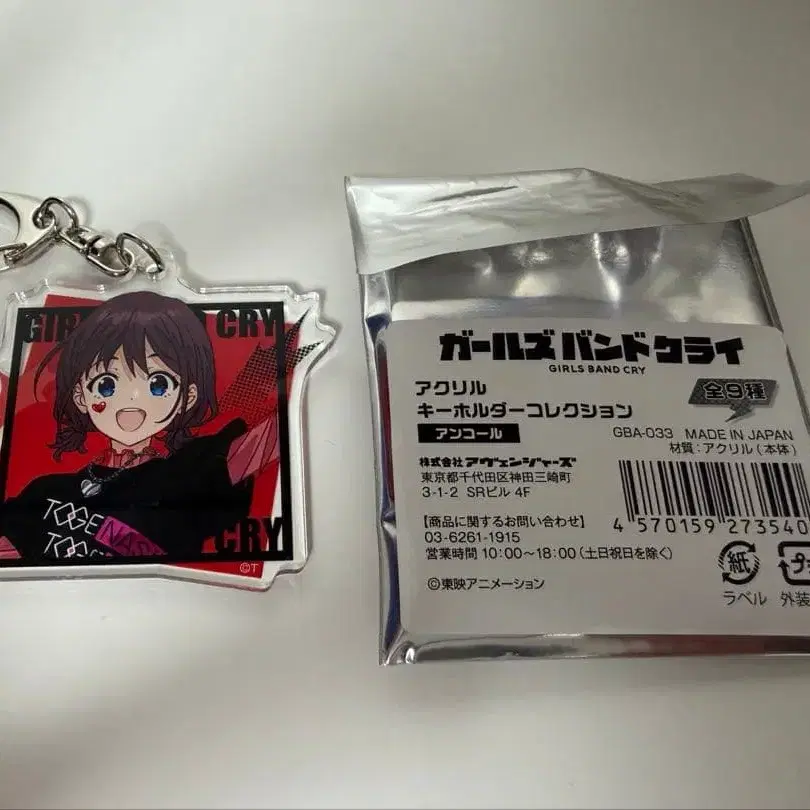 GIRLS BAND CRY
TOGENA
TOGE
CRY
©T
ガールズバンドクライ
GIRLS BAND CRY
アクリル
キーホルダーコレクション
アンコール
全9種
GBA-033 MADE IN JAPAN
材質:アクリル(本体)
株式会社アヴェンジャーズ
東京都千代田区神田三崎町
3-1-2 SRビル 4F
【商品に関するお問い合わせ】
03-6261-1915
営業時間 10:00~18:00(土日祝日を除く)
©東映アニメーション
4 570159 273540
紙
ラベル
プラ
外装